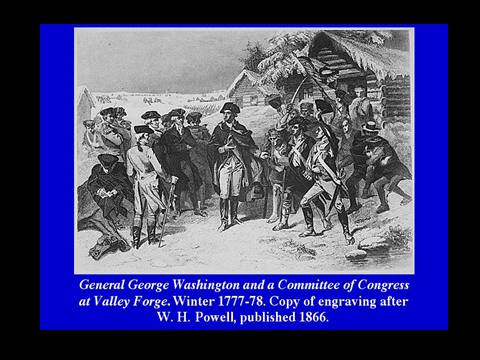 General George Washington and a Committee of Congress
at Valley Forge. Winter 1777-78. Copy of engraving after
W. H. Powell, published 1866.